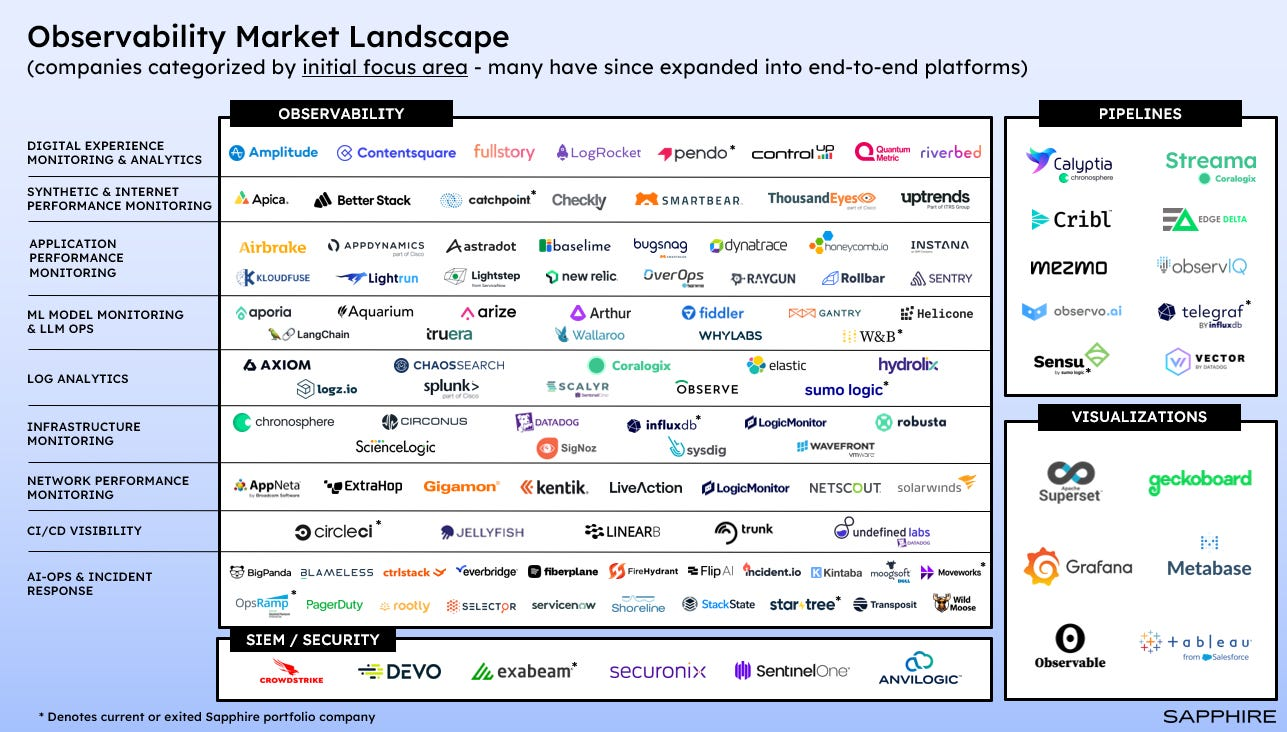 Observability Market Landscape
(companies categorized by initial focus area - many have since expanded into end-to-end platforms)
OBSERVABILITY
DIGITAL EXPERIENCE
MONITORING & ANALYTICS
Amplitude Contentsquare fullstory LogRocket pendo* controlUP Quantum Metric riverbed
SYNTHETIC & INTERNET
PERFORMANCE MONITORING
Apica. Better Stack catchpoint* Checkly SMARTBEAR ThousandEyes part of Cisco uptrends Part of ITRS Group
APPLICATION
PERFORMANCE
MONITORING
Airbrake APPDYNAMICS part of Cisco astradot baselime bugsnag SMARTBEAR dynatrace honeycomb.io INSTANA
KLOUDFUSE Lightrun Lightstep from ServiceNow new relic OverOps RAYGUN Rollbar SENTRY
ML MODEL MONITORING
& LLM OPS
aporia Aquarium arize Arthur fiddler GANTRY Helicone
LangChain truera Wallaroo WHYLABS W&B*
LOG ANALYTICS
AXIOM CHAOSSEARCH Coralogix elastic hydrolix
logz.io splunk> part of Cisco SCALYR SentinelOne OBSERVE sumo logic*
INFRASTRUCTURE
MONITORING
chronosphere CIRCONUS DATADOG influxdb* LogicMonitor robusta
ScienceLogic SigNoz sysdig WAVEFRONT vmware
NETWORK PERFORMANCE
MONITORING
AppNeta by Broadcom Software ExtraHop Gigamon kentik. LiveAction LogicMonitor NETSCOUT solarwinds
CI/CD VISIBILITY
circleci* JELLYFISH LINEARB trunk undefined labs DATADOG
AI-OPS & INCIDENT
RESPONSE
BigPanda BLAMELESS ctrlstack everbridge fiberplane FireHydrant Flip AI incident.io Kintaba moogsoft DELL Moveworks*
OpsRamp* PagerDuty rootly SELECTOR servicenow Shoreline StackState star tree* Transposit Wild Moose
SIEM / SECURITY
CROWDSTRIKE DEVO exabeam* securonix SentinelOne ANVILOGIC
PIPELINES
Calyptia chronosphere Streama Coralogix
Cribl EDGE DELTA
mezmo observIQ
observo.ai telegraf* BY influxdb
Sensu by sumo logic* VECTOR BY DATADOG
VISUALIZATIONS
Apache Superset geckoboard
Grafana Metabase
Observable +ableau from Salesforce
* Denotes current or exited Sapphire portfolio company
SAPPHIRE